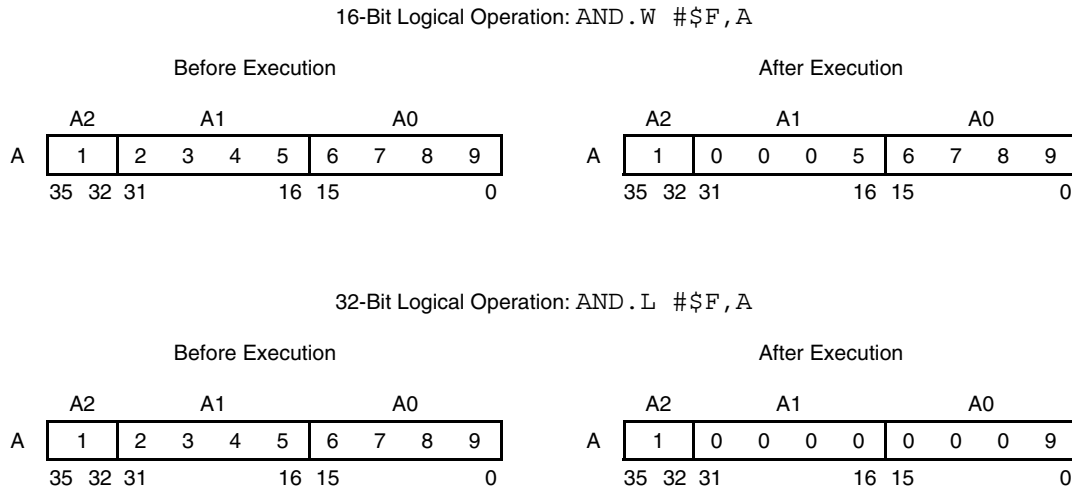 16-Bit Logical Operation: AND.W #$F,A
Before Execution After Execution
A2 A1 A0 A2 A1 A0
A 1 2 3 4 5 6 7 8 9 A 1 0 0 0 5 6 7 8 9
35 32 31 16 15 0 35 32 31 16 15 0
32-Bit Logical Operation: AND.L #$F,A
Before Execution After Execution
A2 A1 A0 A2 A1 A0
A 1 2 3 4 5 6 7 8 9 A 1 0 0 0 0 0 0 0 9
35 32 31 16 15 0 35 32 31 16 15 0